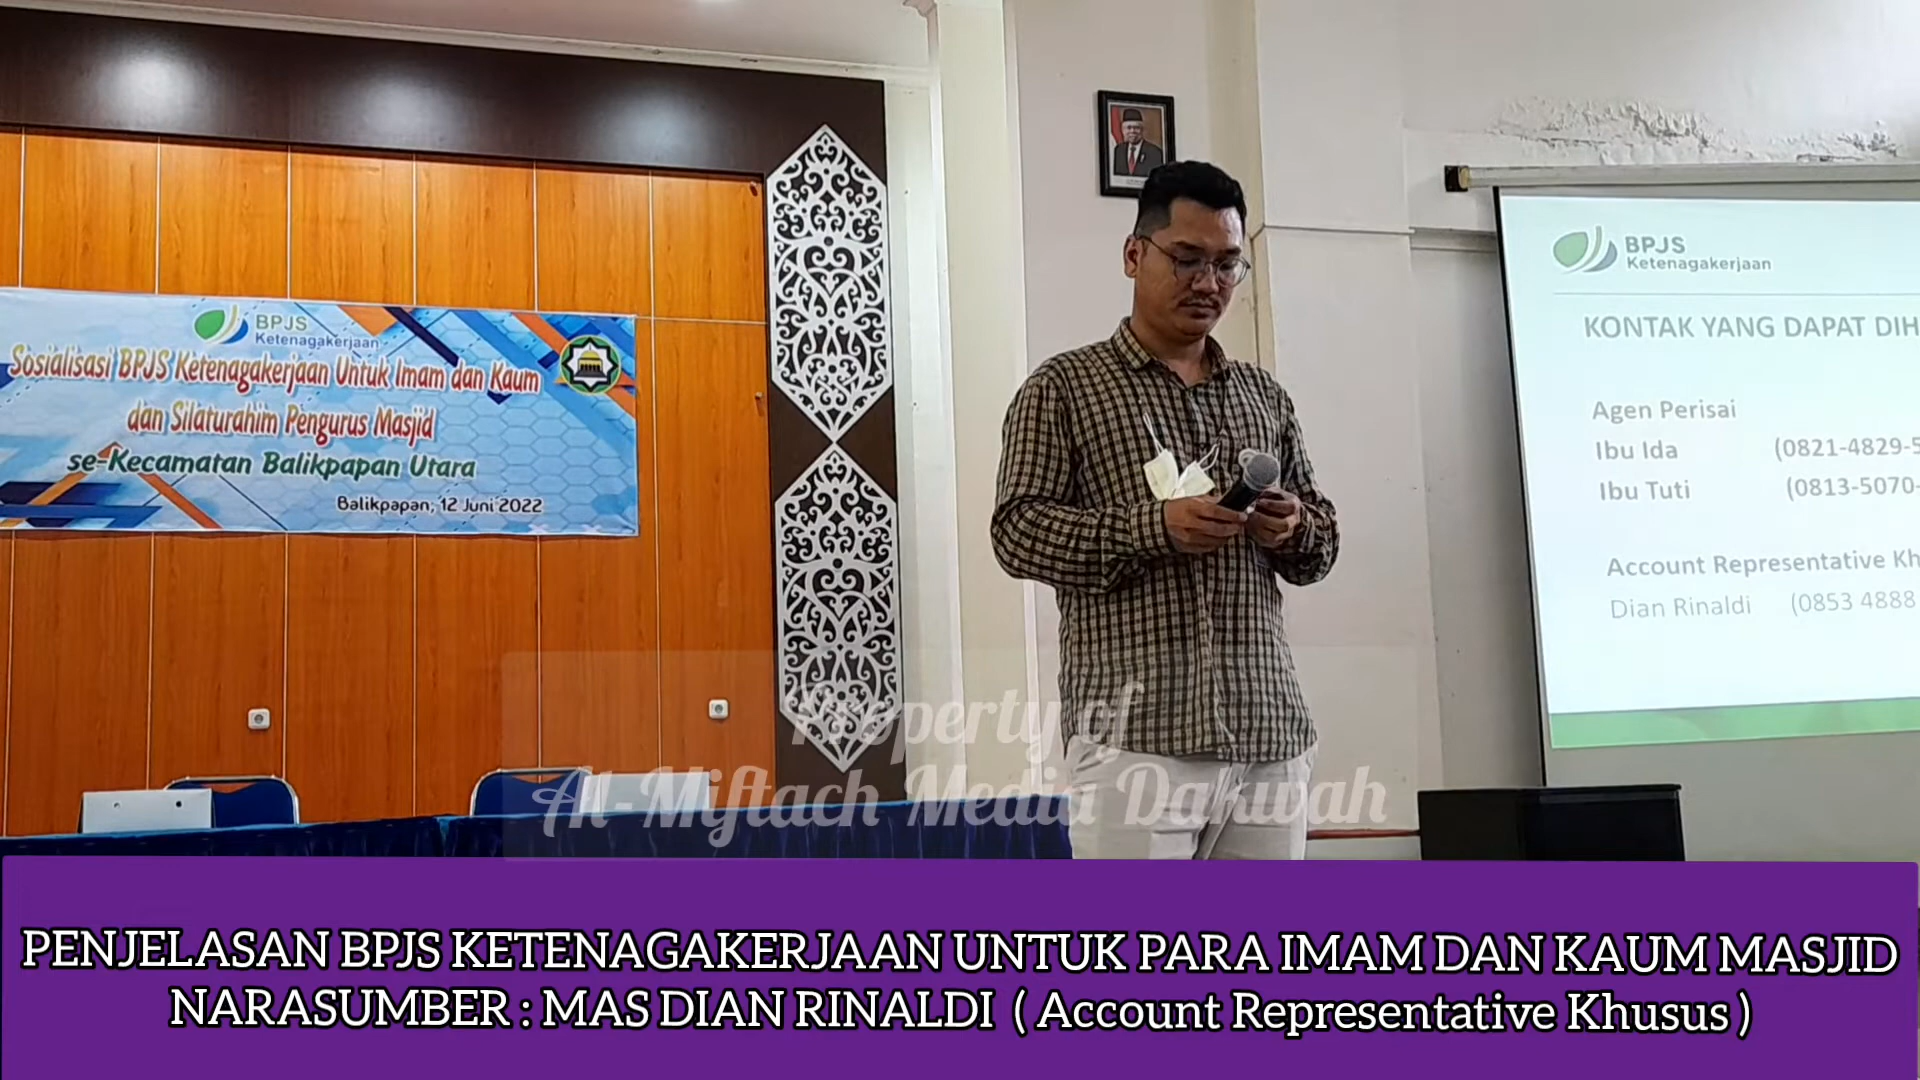 BPJS
Ketenagakerjaan
Sosialisasi BPJS Ketenagakerjaan Untuk Imam dan Kaum
dan Silaturahim Pengurus Masjid
se-Kecamatan Balikpapan Utara
Balikpapan, 12 Juni 2022
BPJS
Ketenagakerjaan
KONTAK YANG DAPAT DIH
Agen Perisai
Ibu Ida (0821-4829-5
Ibu Tuti (0813-5070-
Account Representative Kh
Dian Rinaldi (0853 4888
Property of
Al-Miftach Media Dakwah
PENJELASAN BPJS KETENAGAKERJAAN UNTUK PARA IMAM DAN KAUM MASJID
NARASUMBER : MAS DIAN RINALDI ( Account Representative Khusus )